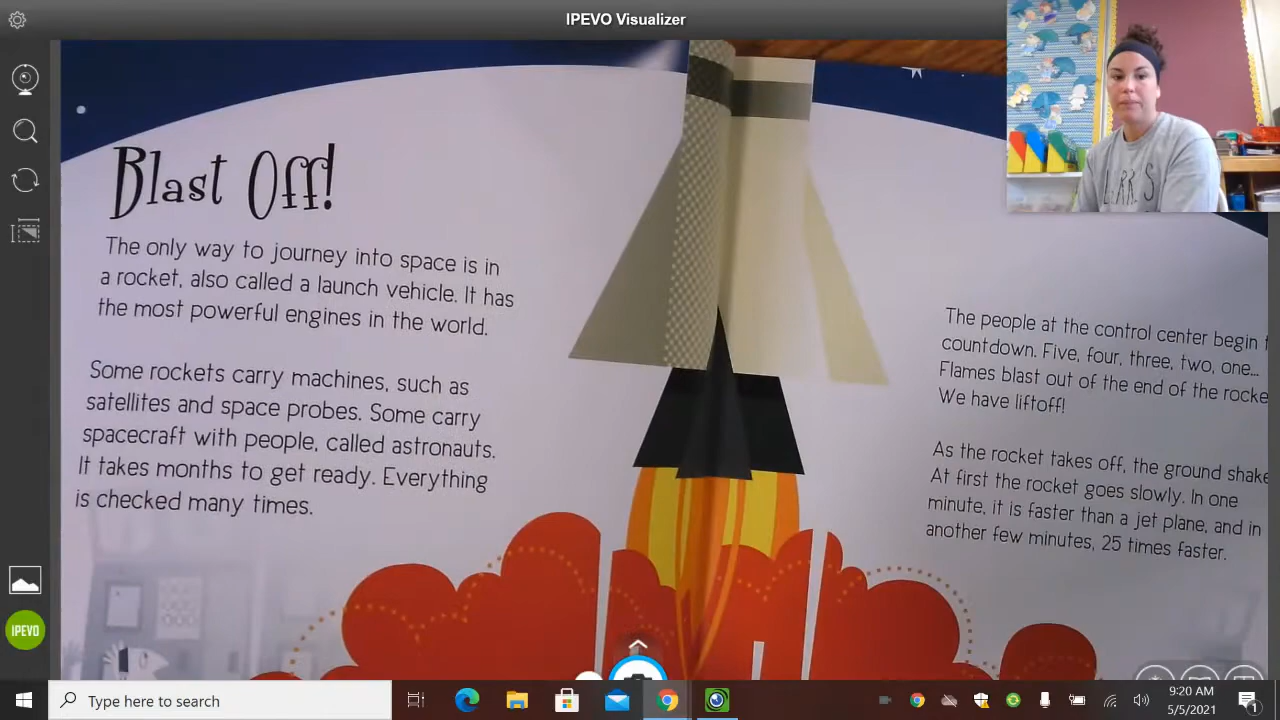 IPEVO Visualizer
Blast Off!
The only way to journey into space is in
a rocket, also called a launch vehicle. It has
the most powerful engines in the world.
Some rockets carry machines, such as
satellites and space probes. Some carry
spacecraft with people, called astronauts.
It takes months to get ready. Everything
is checked many times.
The people at the control center begin
countdown. Five, four, three, two, one...
Flames blast out of the end of the rocke
We have liftoff!
As the rocket takes off, the ground shake
At first the rocket goes slowly. In one
minute, it is faster than a jet plane, and in
another few minutes, 25 times faster.
IPEVO
Type here to search
9:20 AM
5/5/2021
1